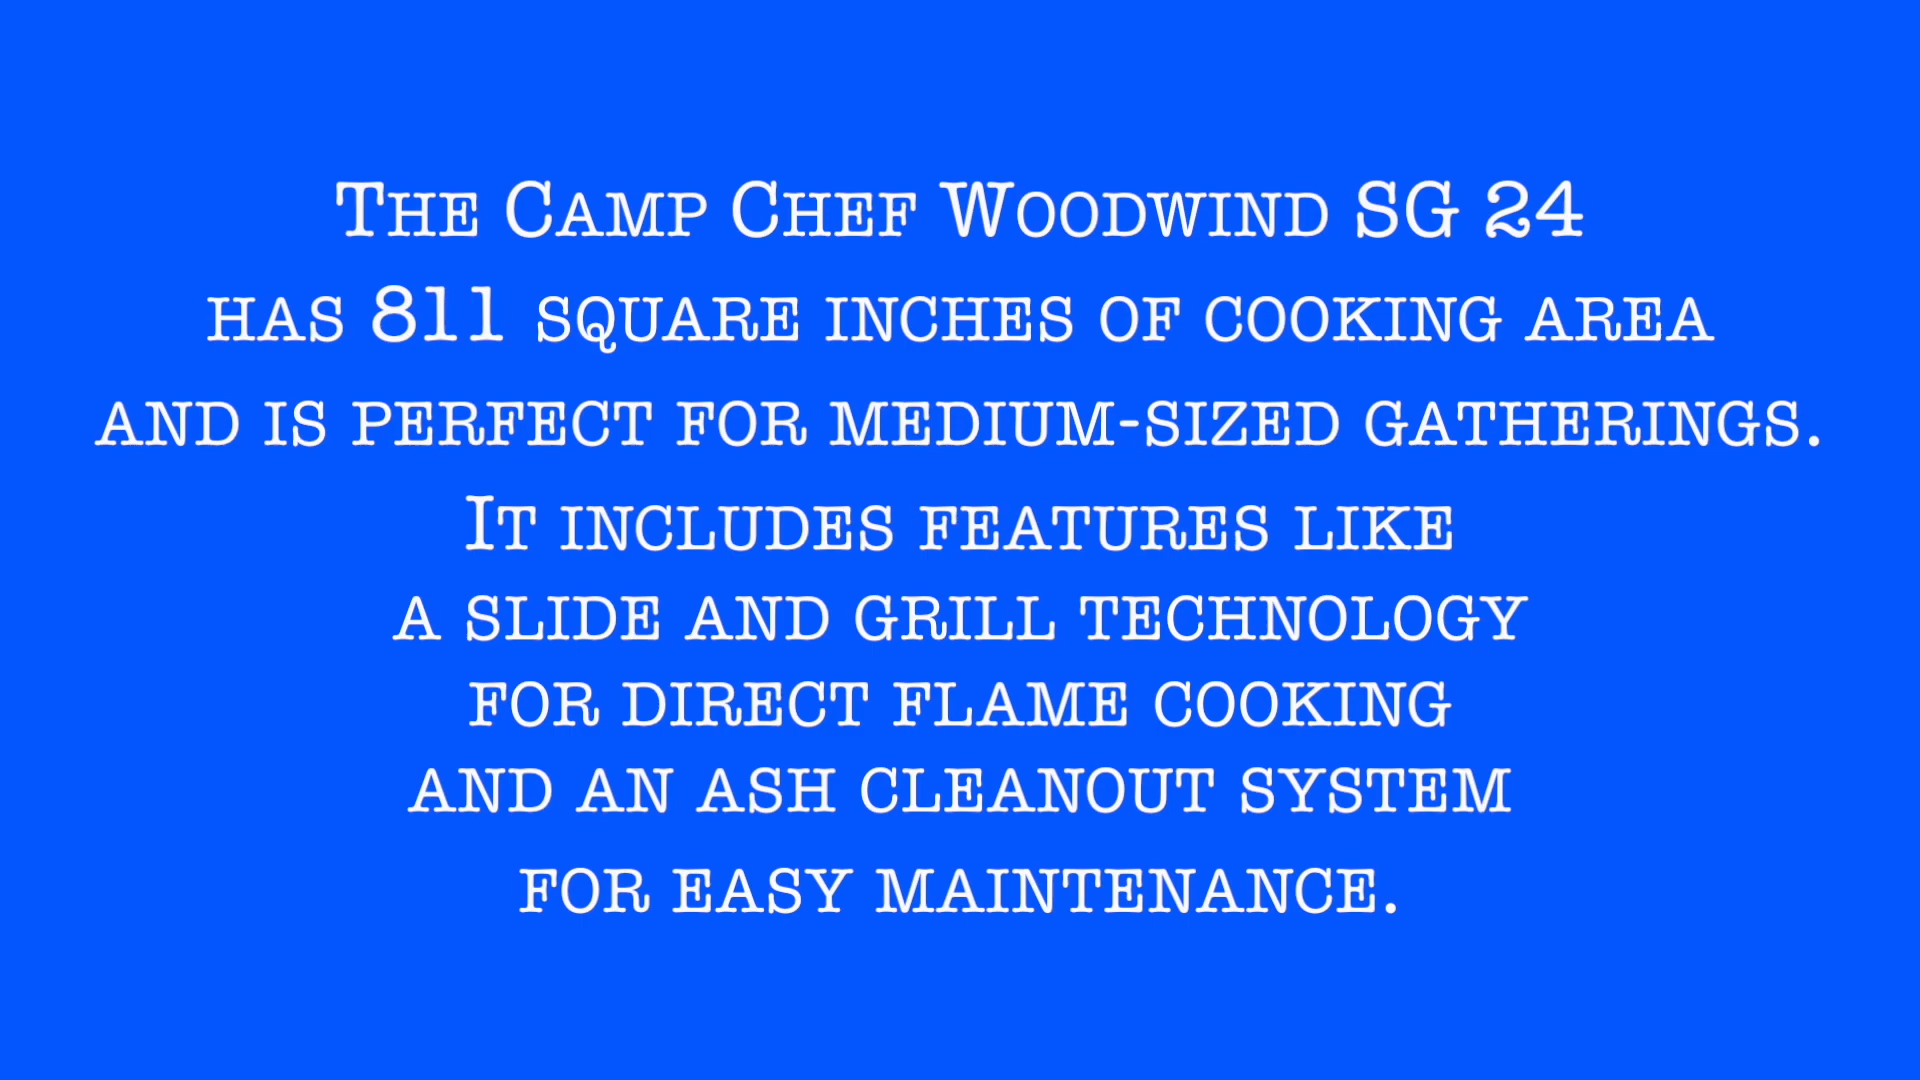 The Camp Chef Woodwind SG 24
has 811 square inches of cooking area
and is perfect for medium-sized gatherings.
It includes features like
a slide and grill technology
for direct flame cooking
and an ash cleanout system
for easy maintenance.